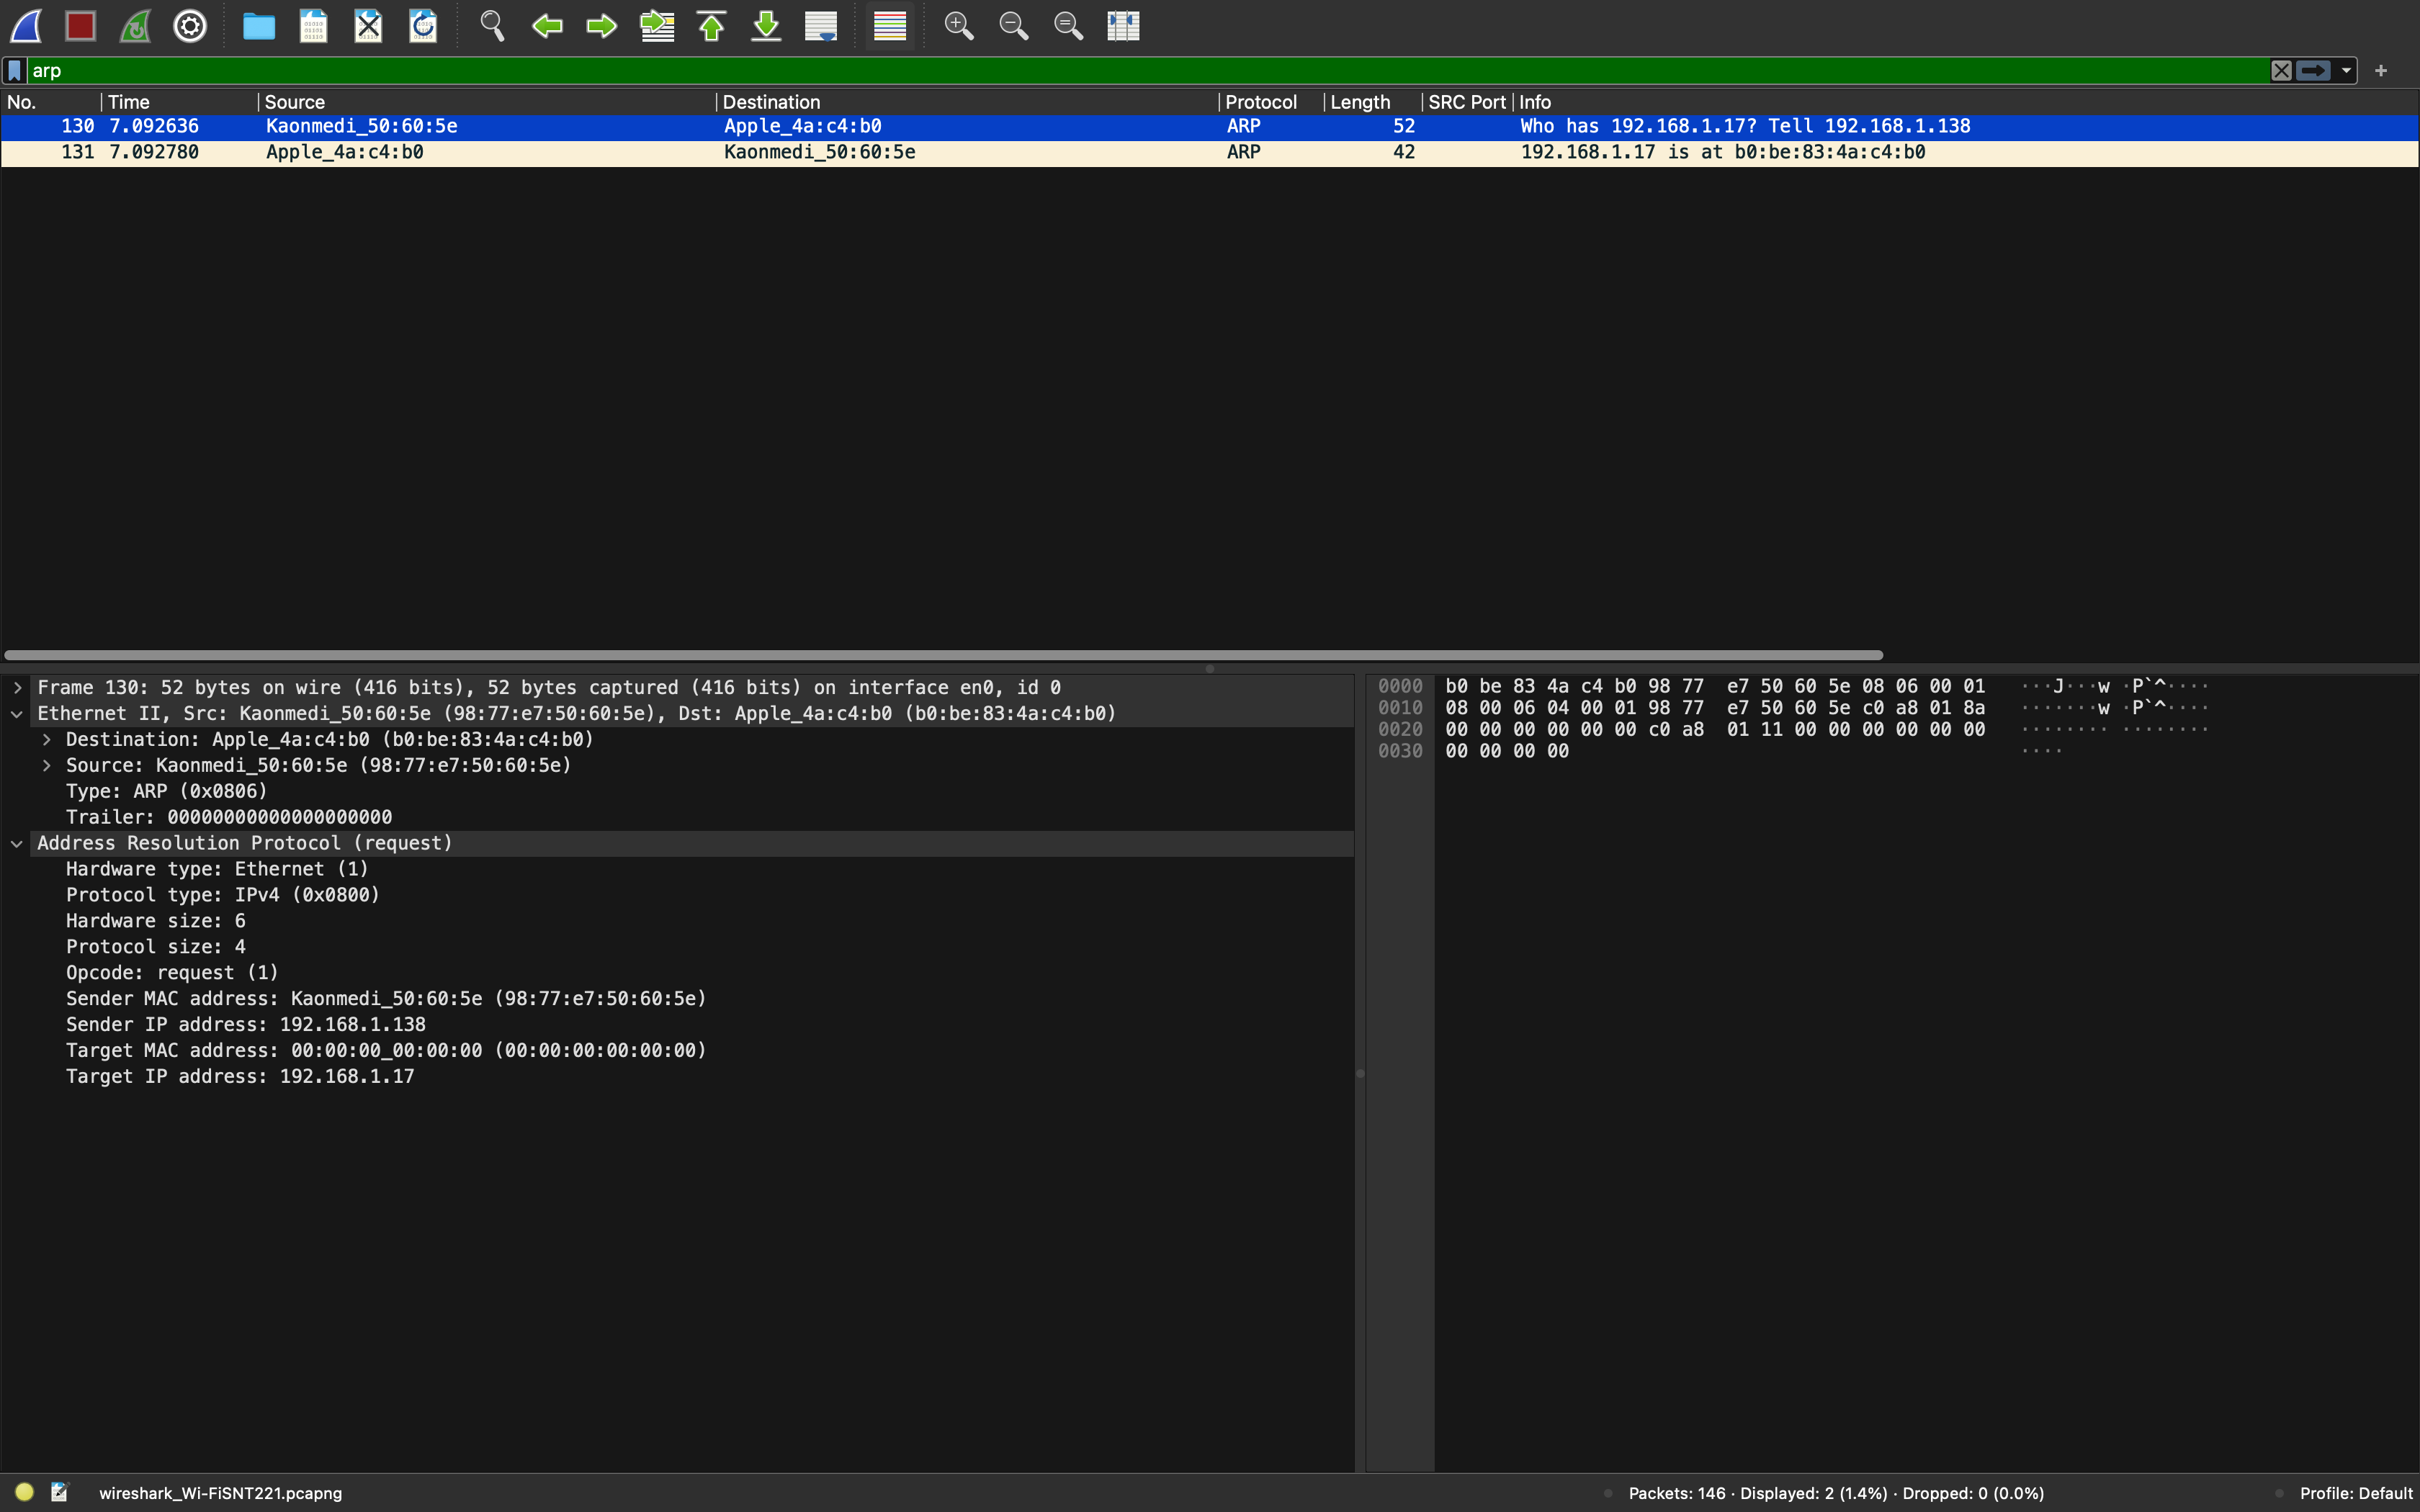 arp
No. Time Source Destination Protocol Length SRC Port Info
130 7.092636 Kaonmedi_50:60:5e Apple_4a:c4:b0 ARP 52 Who has 192.168.1.17? Tell 192.168.1.138
131 7.092780 Apple_4a:c4:b0 Kaonmedi_50:60:5e ARP 42 192.168.1.17 is at b0:be:83:4a:c4:b0
Frame 130: 52 bytes on wire (416 bits), 52 bytes captured (416 bits) on interface en0, id 0
Ethernet II, Src: Kaonmedi_50:60:5e (98:77:e7:50:60:5e), Dst: Apple_4a:c4:b0 (b0:be:83:4a:c4:b0)
Destination: Apple_4a:c4:b0 (b0:be:83:4a:c4:b0)
Source: Kaonmedi_50:60:5e (98:77:e7:50:60:5e)
Type: ARP (0x0806)
Trailer: 00000000000000000000
Address Resolution Protocol (request)
Hardware type: Ethernet (1)
Protocol type: IPv4 (0x0800)
Hardware size: 6
Protocol size: 4
Opcode: request (1)
Sender MAC address: Kaonmedi_50:60:5e (98:77:e7:50:60:5e)
Sender IP address: 192.168.1.138
Target MAC address: 00:00:00_00:00:00 (00:00:00:00:00:00)
Target IP address: 192.168.1.17
0000 b0 be 83 4a c4 b0 98 77 e7 50 60 5e 08 06 00 01 ···J···w ·P`^····
0010 08 00 06 04 00 01 98 77 e7 50 60 5e c0 a8 01 8a ·······w ·P`^····
0020 00 00 00 00 00 00 c0 a8 01 11 00 00 00 00 00 00 ········ ········
0030 00 00 00 00 ····
wireshark_Wi-FiSNT221.pcapng
Packets: 146 · Displayed: 2 (1.4%) · Dropped: 0 (0.0%)
Profile: Default